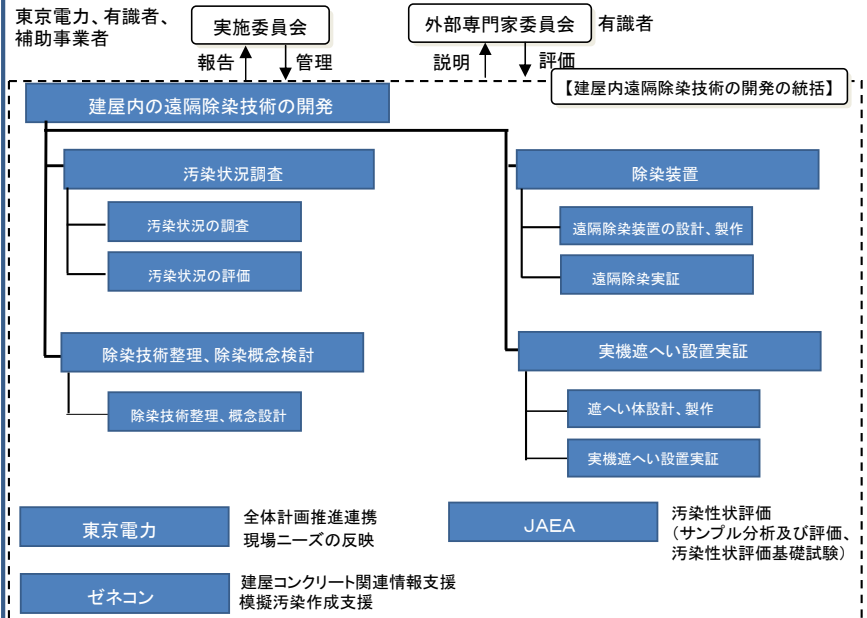 東京電力、有識者、
補助事業者
実施委員会
外部専門家委員会
有識者
報告
管理
説明
評価
【建屋内遠隔除染技術の開発の統括】
建屋内の遠隔除染技術の開発
汚染状況調査
除染装置
汚染状況の調査
遠隔除染装置の設計、製作
汚染状況の評価
遠隔除染実証
除染技術整理、除染概念検討
実機遮へい設置実証
除染技術整理、概念設計
遮へい体設計、製作
実機遮へい設置実証
東京電力
全体計画推進連携
現場ニーズの反映
JAEA
汚染性状評価
(サンプル分析及び評価、
汚染性状評価基礎試験)
ゼネコン
建屋コンクリート関連情報支援
模擬汚染作成支援